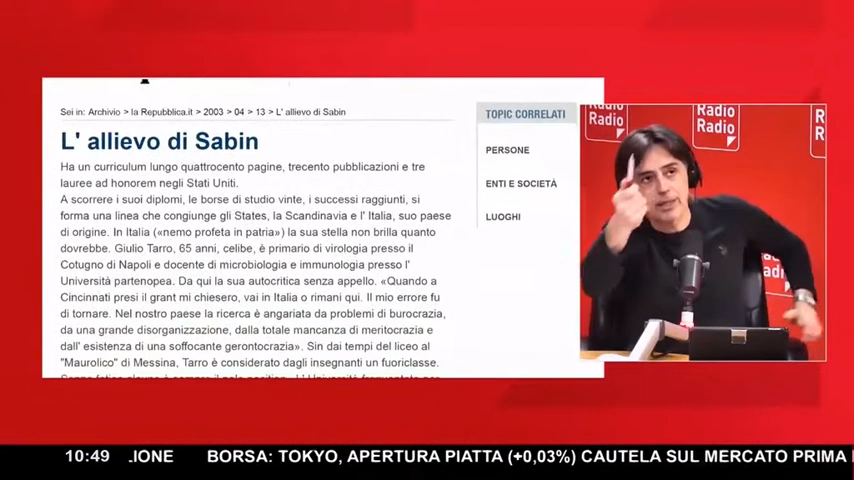 Sei in: Archivio > la Repubblica.it > 2003 > 04 > 13 > L' allievo di Sabin
L' allievo di Sabin
Ha un curriculum lungo quattrocento pagine, trecento pubblicazioni e tre
lauree ad honorem negli Stati Uniti.
A scorrere i suoi diplomi, le borse di studio vinte, i successi raggiunti, si
forma una linea che congiunge gli States, la Scandinavia e l' Italia, suo paese
di origine. In Italia («nemo profeta in patria») la sua stella non brilla quanto
dovrebbe. Giulio Tarro, 65 anni, celibe, è primario di virologia presso il
Cotugno di Napoli e docente di microbiologia e immunologia presso l'
Università partenopea. Da qui la sua autocritica senza appello. «Quando a
Cincinnati presi il grant mi chiesero, vai in Italia o rimani qui. Il mio errore fu
di tornare. Nel nostro paese la ricerca è angariata da problemi di burocrazia,
da una grande disorganizzazione, dalla totale mancanza di meritocrazia e
dall' esistenza di una soffocante gerontocrazia». Sin dai tempi del liceo al
"Maurolico" di Messina, Tarro è considerato dagli insegnanti un fuoriclasse.
TOPIC CORRELATI
PERSONE
ENTI E SOCIETÀ
LUOGHI
Radio
Radio
Radio
Radio
10:49 .IONE BORSA: TOKYO, APERTURA PIATTA (+0,03%) CAUTELA SUL MERCATO PRIMA